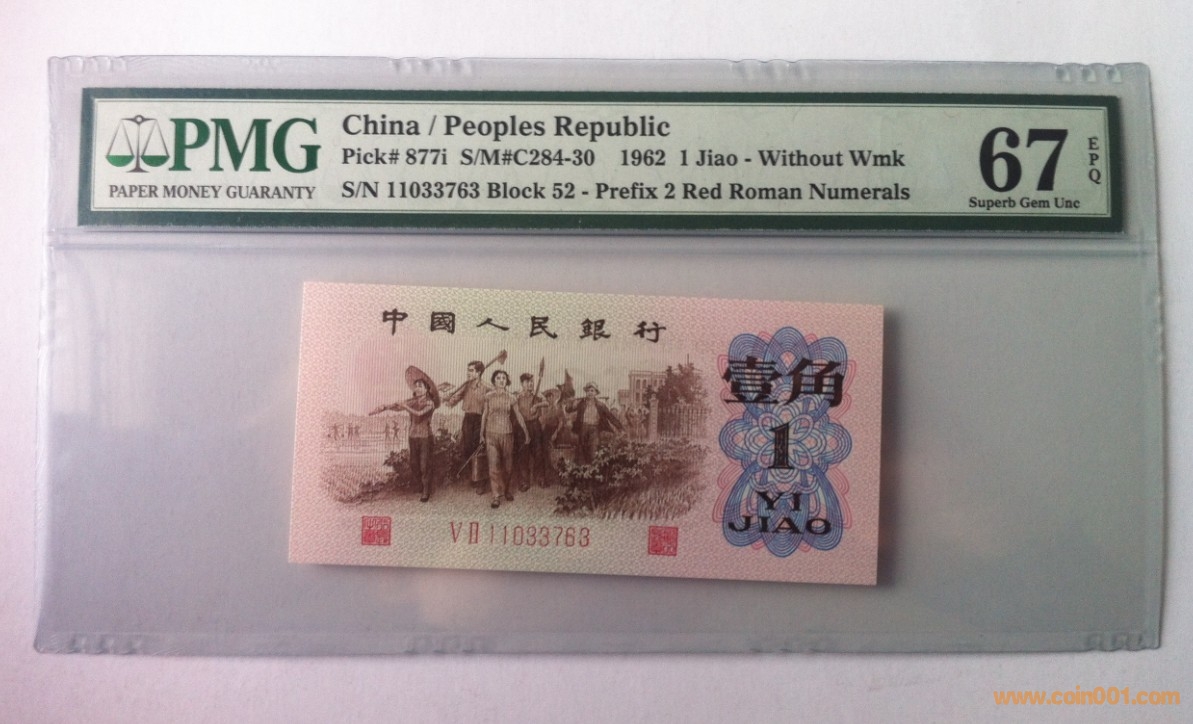 PMG
PAPER MONEY GUARANTY
China / Peoples Republic
Pick# 877i S/M#C284-30 1962 1 Jiao - Without Wmk
S/N 11033763 Block 52 - Prefix 2 Red Roman Numerals
67
EPQ
Superb Gem Unc
中國人民銀行
壹角
1
YI
JIAO
VII 11033763
www.coin001.com